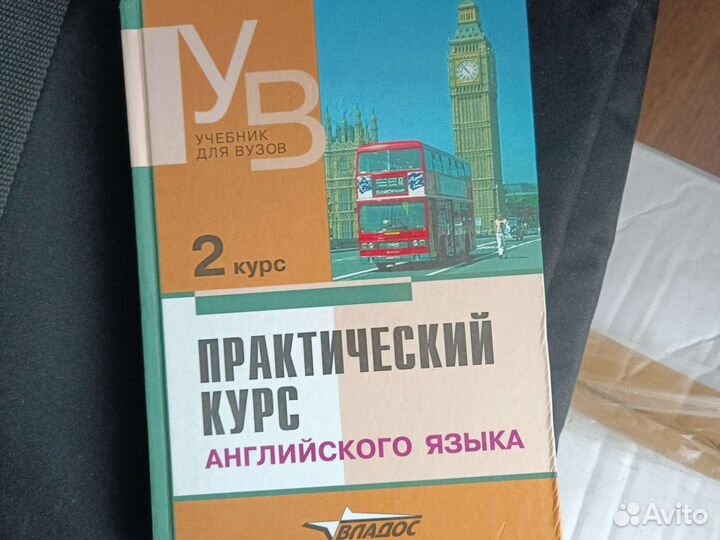 УВ
УЧЕБНИК
ДЛЯ ВУЗОВ
2 курс
ПРАКТИЧЕСКИЙ
КУРС
АНГЛИЙСКОГО ЯЗЫКА
ВЛАДОС
Avito